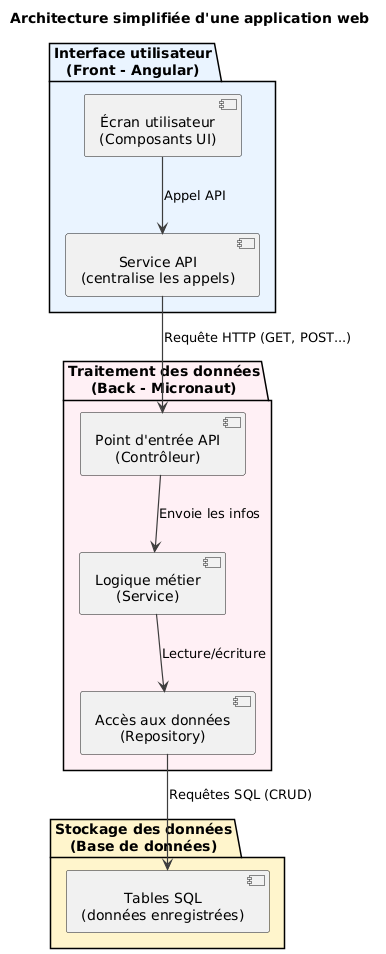 Architecture simplifiée d'une application web
Interface utilisateur
(Front - Angular)
Écran utilisateur
(Composants UI)
Appel API
Service API
(centralise les appels)
Requête HTTP (GET, POST...)
Traitement des données
(Back - Micronaut)
Point d'entrée API
(Contrôleur)
Envoie les infos
Logique métier
(Service)
Lecture/écriture
Accès aux données
(Repository)
Requêtes SQL (CRUD)
Stockage des données
(Base de données)
Tables SQL
(données enregistrées)